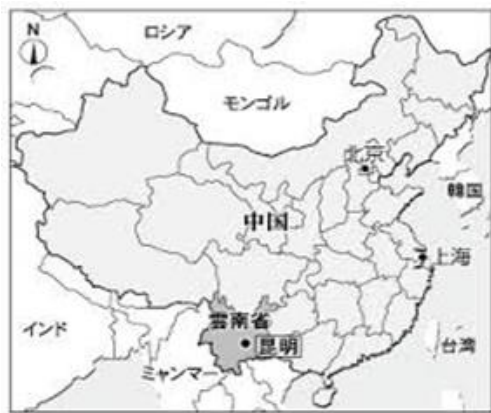 N
ロシア
モンゴル
北京
韓国
中国
上海
雲南省
インド
昆明
台湾
ミャンマー